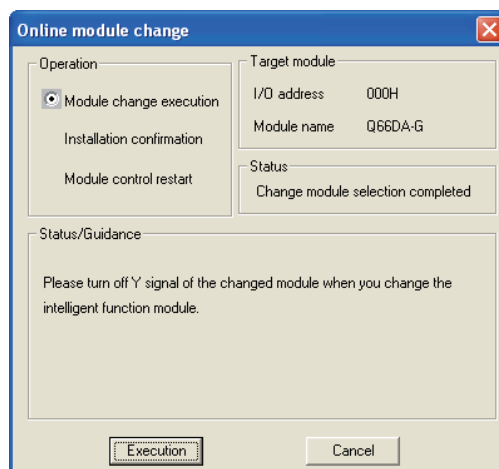 Online module change
Operation
Module change execution
Installation confirmation
Module control restart
Target module
I/O address 000H
Module name Q66DA-G
Status
Change module selection completed
Status/Guidance
Please turn off Y signal of the changed module when you change the
intelligent function module.
Execution
Cancel